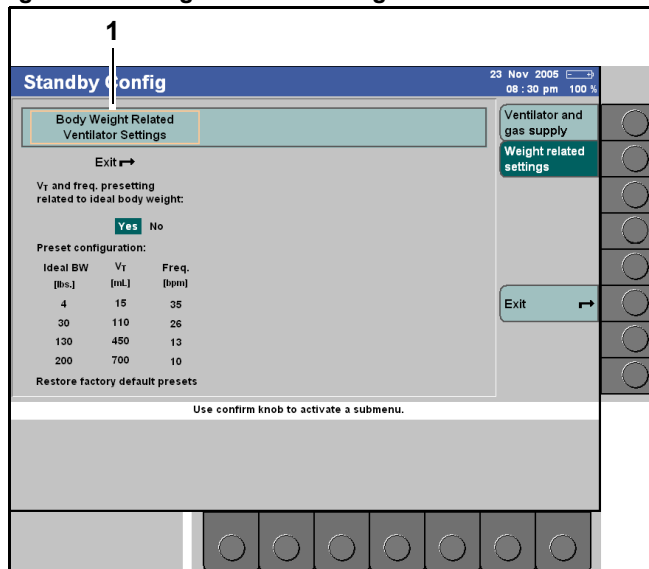 1
Standby Config
23 Nov 2005
08 : 30 pm 100 %
Body Weight Related
Ventilator Settings
Exit
VT and freq. presetting
related to ideal body weight:
Yes No
Preset configuration:
Ideal BW VT Freq.
[lbs.] [mL] [bpm]
4 15 35
30 110 26
130 450 13
200 700 10
Restore factory default presets
Ventilator and
gas supply
Weight related
settings
Exit
Use confirm knob to activate a submenu.